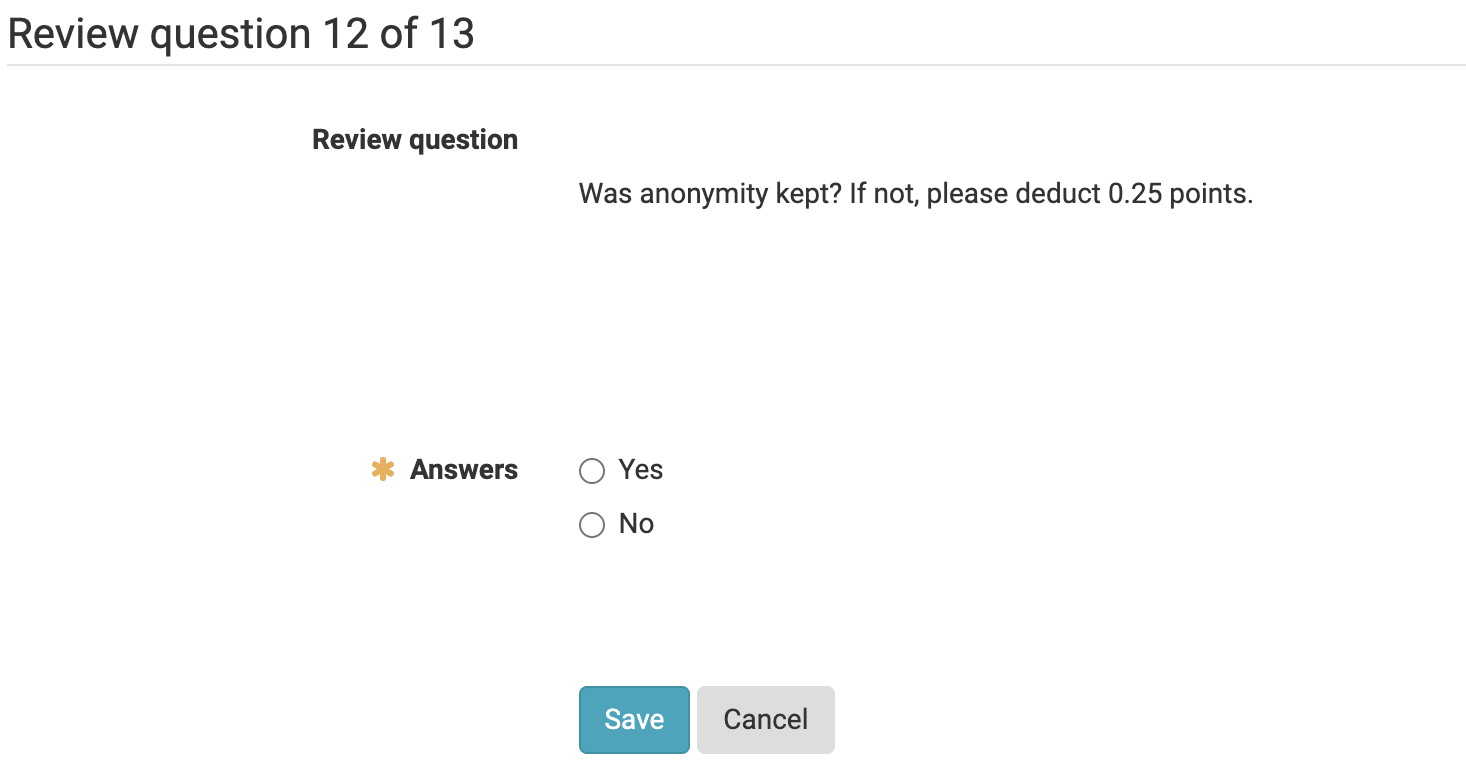 Review question 12 of 13
Review question
Was anonymity kept? If not, please deduct 0.25 points.
Answers
Yes
No
Save Cancel